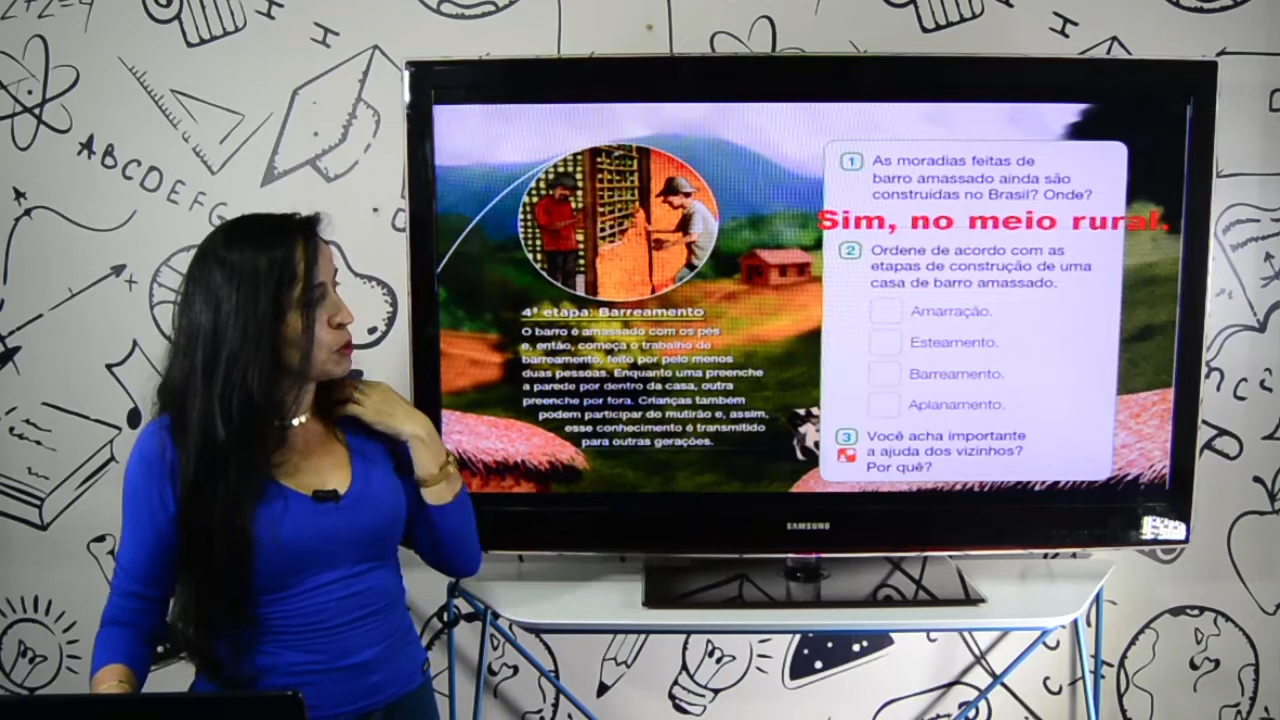 2+2=4
ABCDEFG
4ª etapa: Barreamento
O barro é amassado com os pés
e, então, começa o trabalho de
barreamento, feito por pelo menos
duas pessoas. Enquanto uma preenche
a parede por dentro da casa, outra
preenche por fora. Crianças também
podem participar do mutirão e, assim,
esse conhecimento é transmitido
para outras gerações.
1 As moradias feitas de
barro amassado ainda são
construídas no Brasil? Onde?
Sim, no meio rural.
2 Ordene de acordo com as
etapas de construção de uma
casa de barro amassado.
Amarração.
Esteamento.
Barreamento.
Aplanamento.
3 Você acha importante
a ajuda dos vizinhos?
Por quê?
SAMSUNG